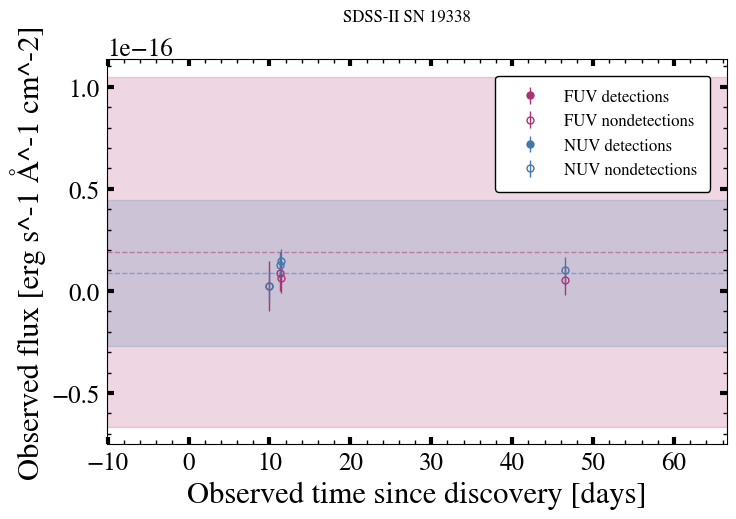 SDSS-II SN 19338
1e−16
Observed flux [erg s^-1 Å^-1 cm^-2]
1.0
0.5
0.0
−0.5
FUV detections
FUV nondetections
NUV detections
NUV nondetections
−10 0 10 20 30 40 50 60
Observed time since discovery [days]